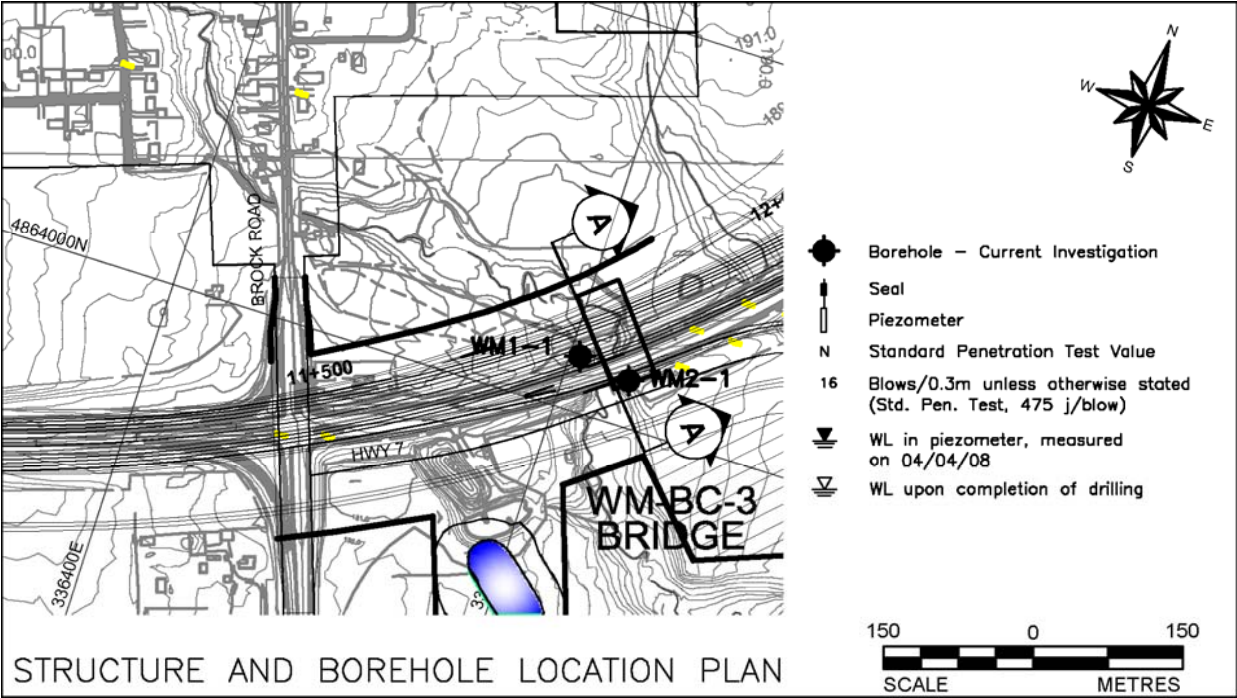 191.0
190.0
00.0
N
W
E
S
4864000N
BROCK ROAD
A
12+
Borehole – Current Investigation
Seal
Piezometer
N Standard Penetration Test Value
16 Blows/0.3m unless otherwise stated
(Std. Pen. Test, 475 j/blow)
WL in piezometer, measured
on 04/04/08
WL upon completion of drilling
WM1-1
11+500
WM2-1
A
HWY 7
WM-BC-3
BRIDGE
336400E
150 0 150
SCALE METRES
STRUCTURE AND BOREHOLE LOCATION PLAN